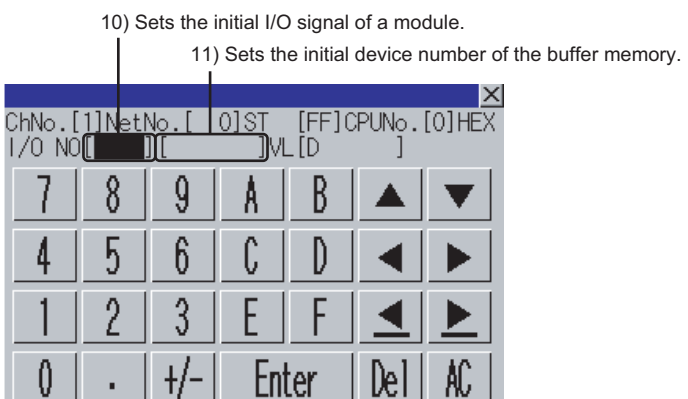 10) Sets the initial I/O signal of a module.
11) Sets the initial device number of the buffer memory.
ChNo.[1]NetNo.[ 0]ST [FF]CPUNo.[0]HEX
I/O NO[ ][ ]VL[D ]
7 8 9 A B ▲ ▼
4 5 6 C D ◀ ▶
1 2 3 E F ◀ ▶
0 . +/- Enter Del AC